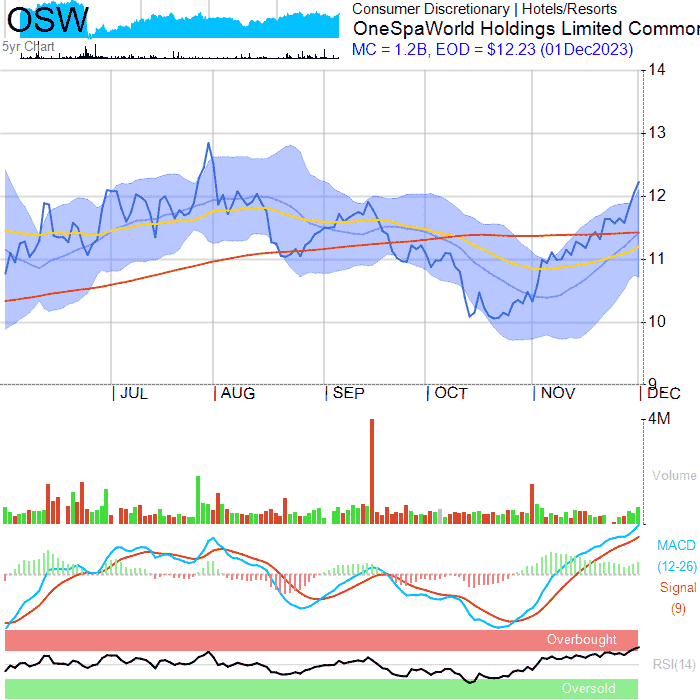 OSW
5yr Chart
Consumer Discretionary | Hotels/Resorts
OneSpaWorld Holdings Limited Common
MC = 1.2B, EOD = $12.23 (01Dec2023)
14
13
12
11
10
9
JUL AUG SEP OCT NOV DEC
4M
Volume
MACD
(12-26)
Signal
(9)
Overbought
RSI(14)
Oversold